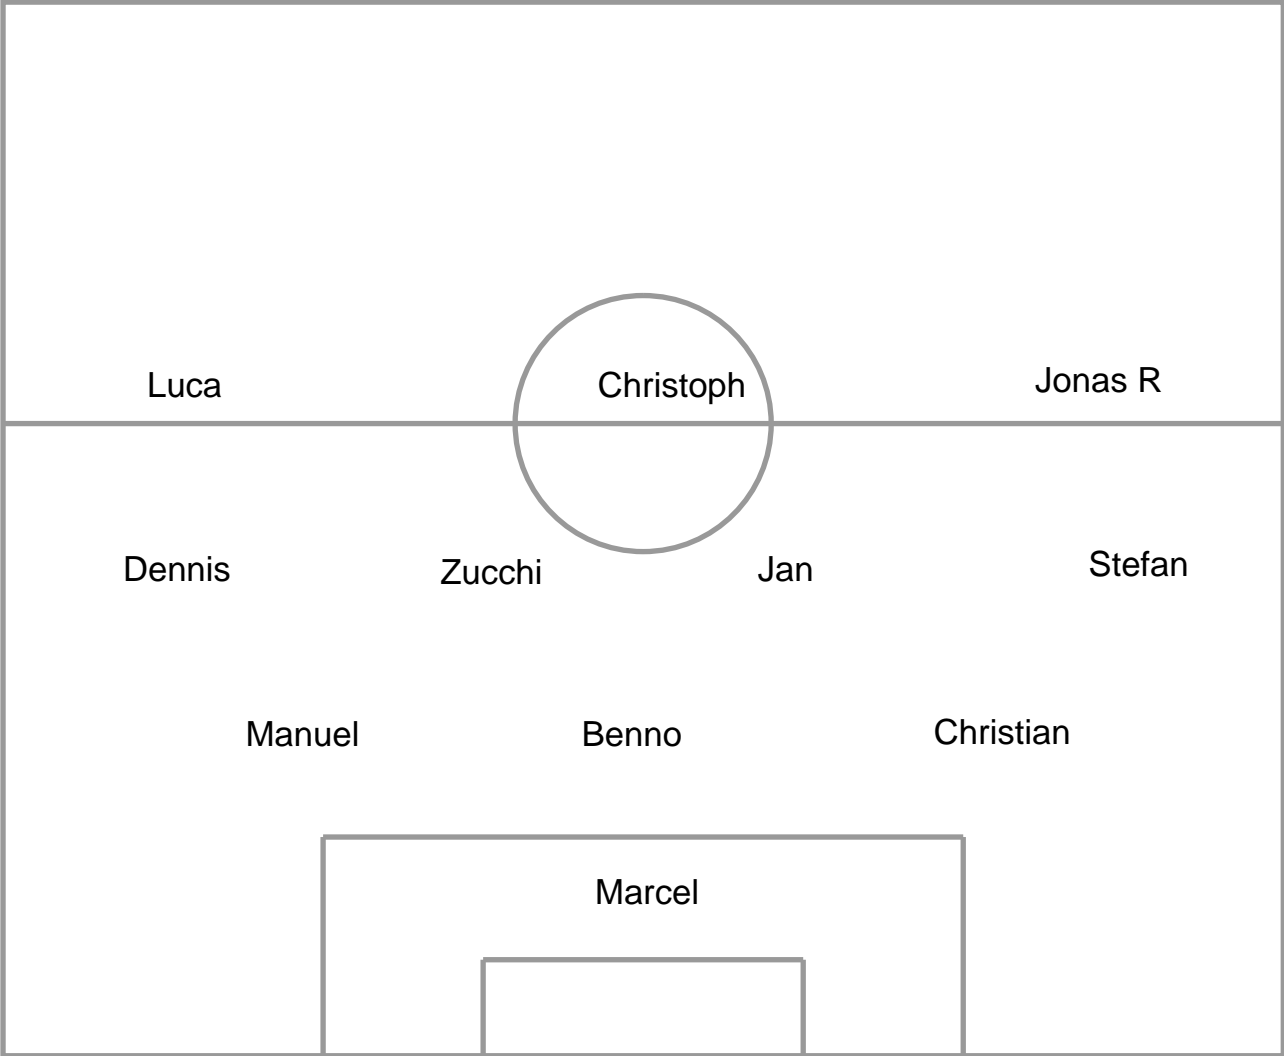 Luca Christoph Jonas R
Dennis Zucchi Jan Stefan
Manuel Benno Christian
Marcel